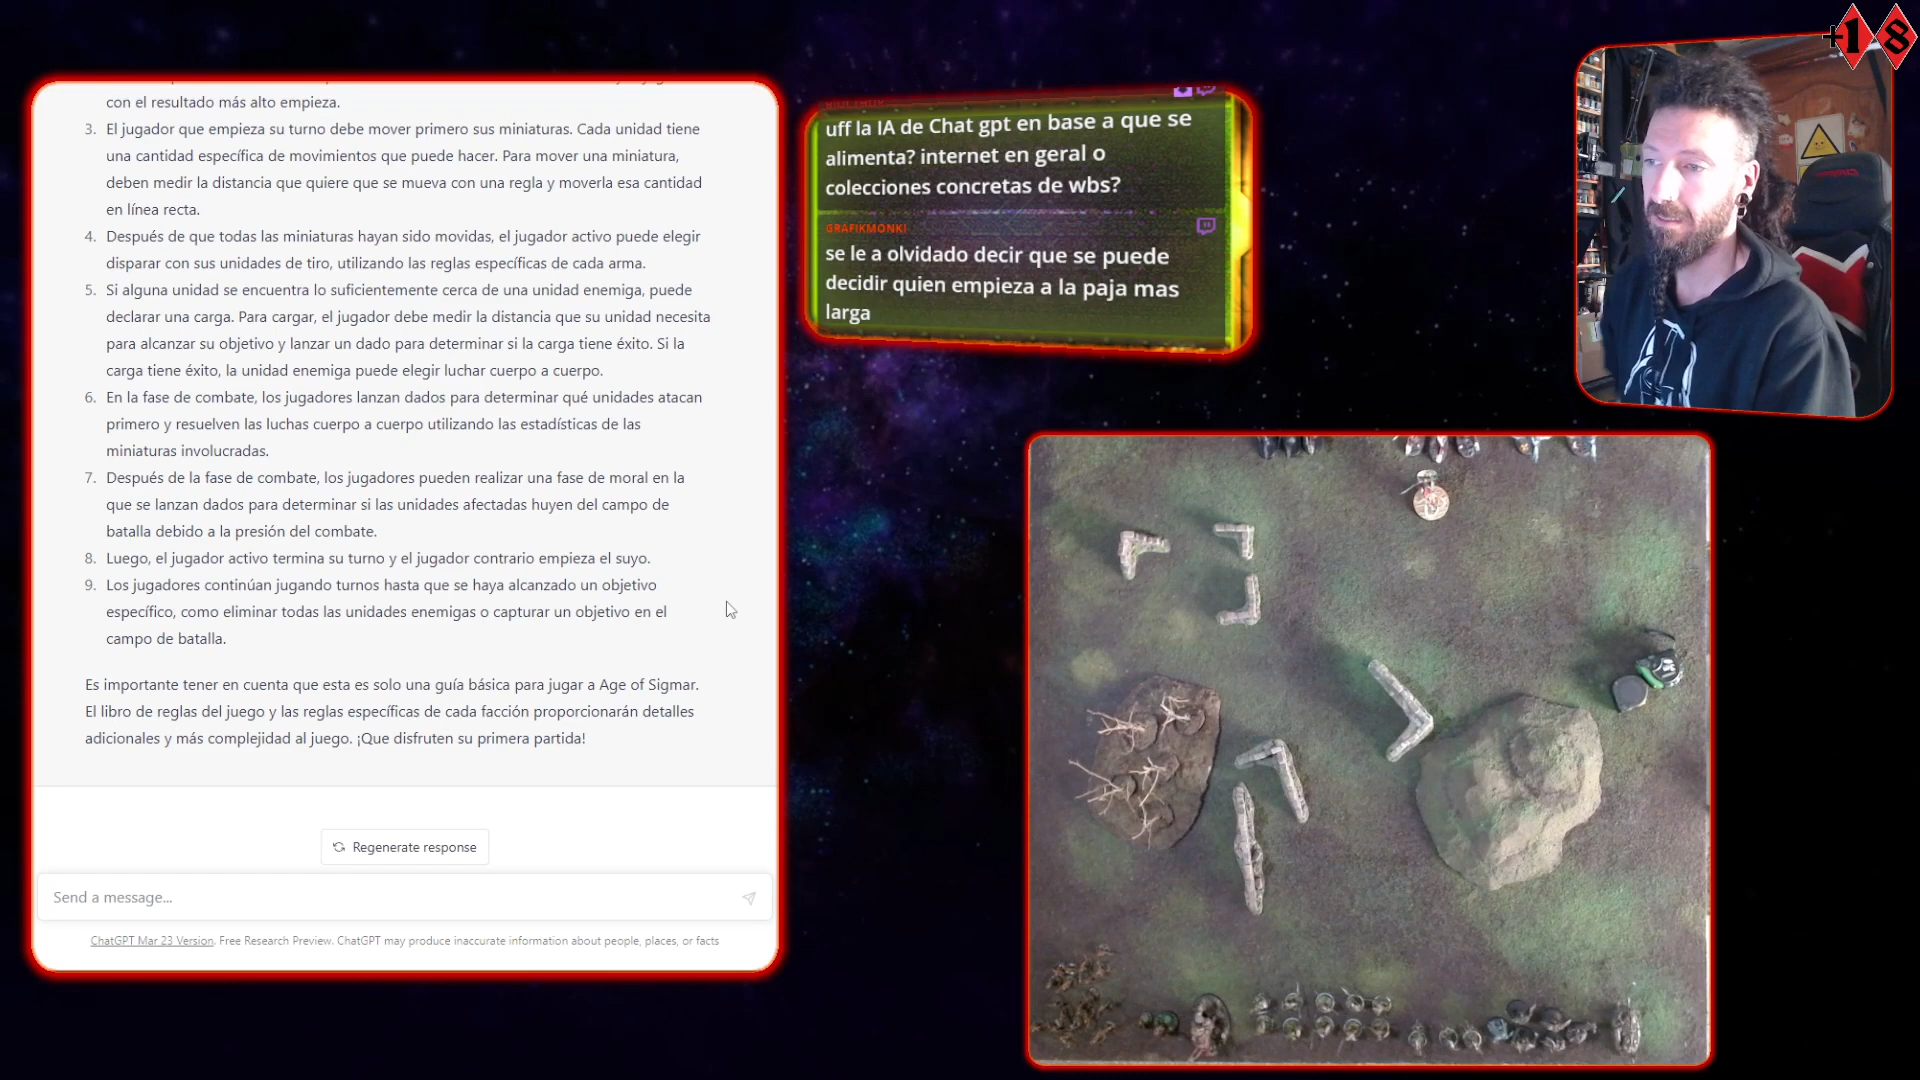 +18
con el resultado más alto empieza.
3. El jugador que empieza su turno debe mover primero sus miniaturas. Cada unidad tiene
una cantidad específica de movimientos que puede hacer. Para mover una miniatura,
deben medir la distancia que quiere que se mueva con una regla y moverla esa cantidad
en línea recta.
4. Después de que todas las miniaturas hayan sido movidas, el jugador activo puede elegir
disparar con sus unidades de tiro, utilizando las reglas específicas de cada arma.
5. Si alguna unidad se encuentra lo suficientemente cerca de una unidad enemiga, puede
declarar una carga. Para cargar, el jugador debe medir la distancia que su unidad necesita
para alcanzar su objetivo y lanzar un dado para determinar si la carga tiene éxito. Si la
carga tiene éxito, la unidad enemiga puede elegir luchar cuerpo a cuerpo.
6. En la fase de combate, los jugadores lanzan dados para determinar qué unidades atacan
primero y resuelven las luchas cuerpo a cuerpo utilizando las estadísticas de las
miniaturas involucradas.
7. Después de la fase de combate, los jugadores pueden realizar una fase de moral en la
que se lanzan dados para determinar si las unidades afectadas huyen del campo de
batalla debido a la presión del combate.
8. Luego, el jugador activo termina su turno y el jugador contrario empieza el suyo.
9. Los jugadores continúan jugando turnos hasta que se haya alcanzado un objetivo
específico, como eliminar todas las unidades enemigas o capturar un objetivo en el
campo de batalla.
Es importante tener en cuenta que esta es solo una guía básica para jugar a Age of Sigmar.
El libro de reglas del juego y las reglas específicas de cada facción proporcionarán detalles
adicionales y más complejidad al juego. ¡Que disfruten su primera partida!
Regenerate response
Send a message...
ChatGPT Mar 23 Version. Free Research Preview. ChatGPT may produce inaccurate information about people, places, or facts
uff la IA de Chat gpt en base a que se
alimenta? internet en geral o
colecciones concretas de wbs?
GRAFIKMONKI
se le a olvidado decir que se puede
decidir quien empieza a la paja mas
larga